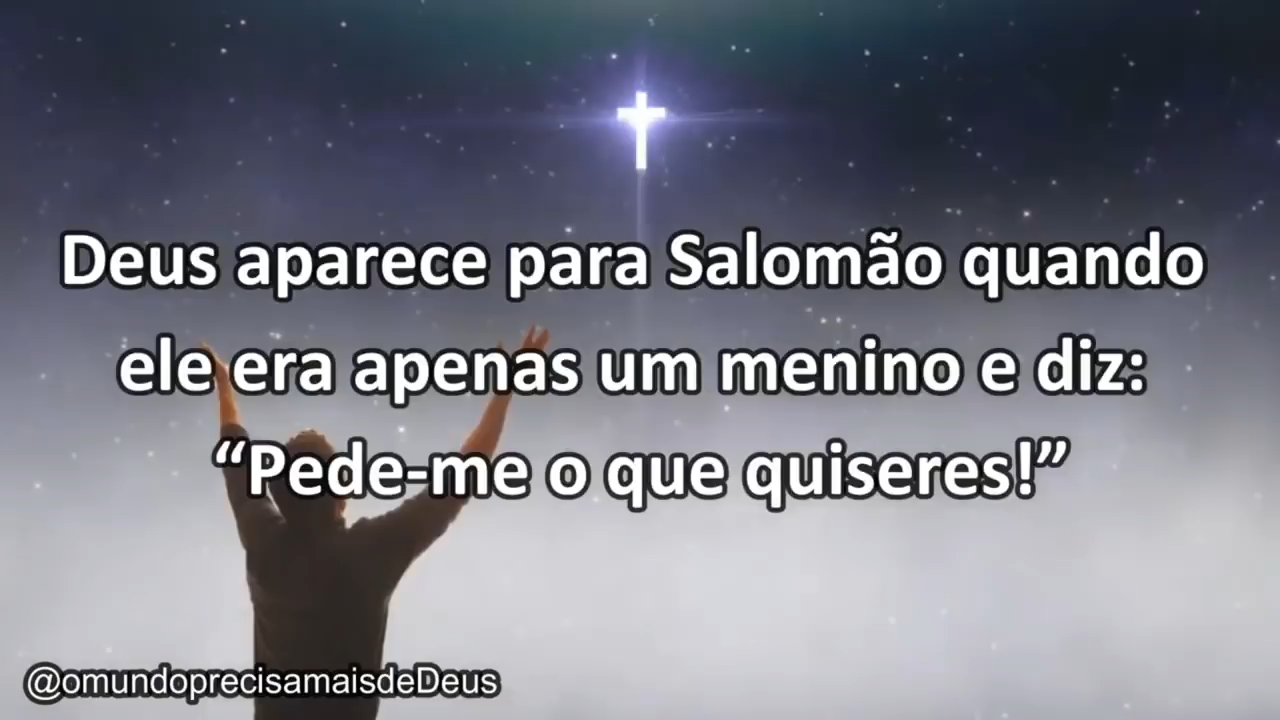 Deus aparece para Salomão quando
ele era apenas um menino e diz:
“Pede-me o que quiseres!”
@omundoprecisamaisdeDeus